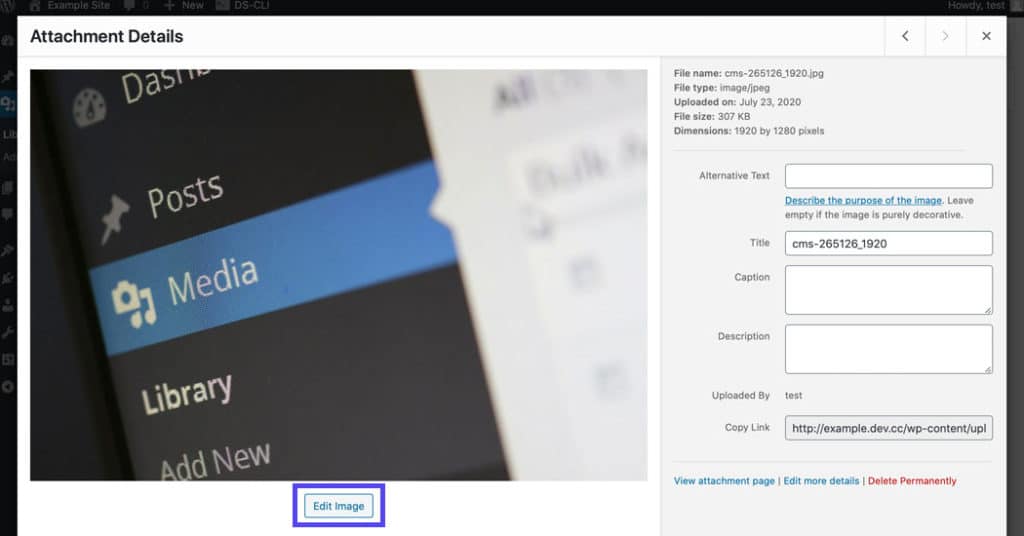 Example Site
0
New
DS-CLI
Howdy, test
Attachment Details
Dashb
Posts
Media
Library
Add New
All
Bulk
Edit Image
File name: cms-265126_1920.jpg
File type: image/jpeg
Uploaded on: July 23, 2020
File size: 307 KB
Dimensions: 1920 by 1280 pixels
Alternative Text
Describe the purpose of the image. Leave
empty if the image is purely decorative.
Title
cms-265126_1920
Caption
Description
Uploaded By
test
Copy Link
http://example.dev.cc/wp-content/upl
View attachment page | Edit more details | Delete Permanently